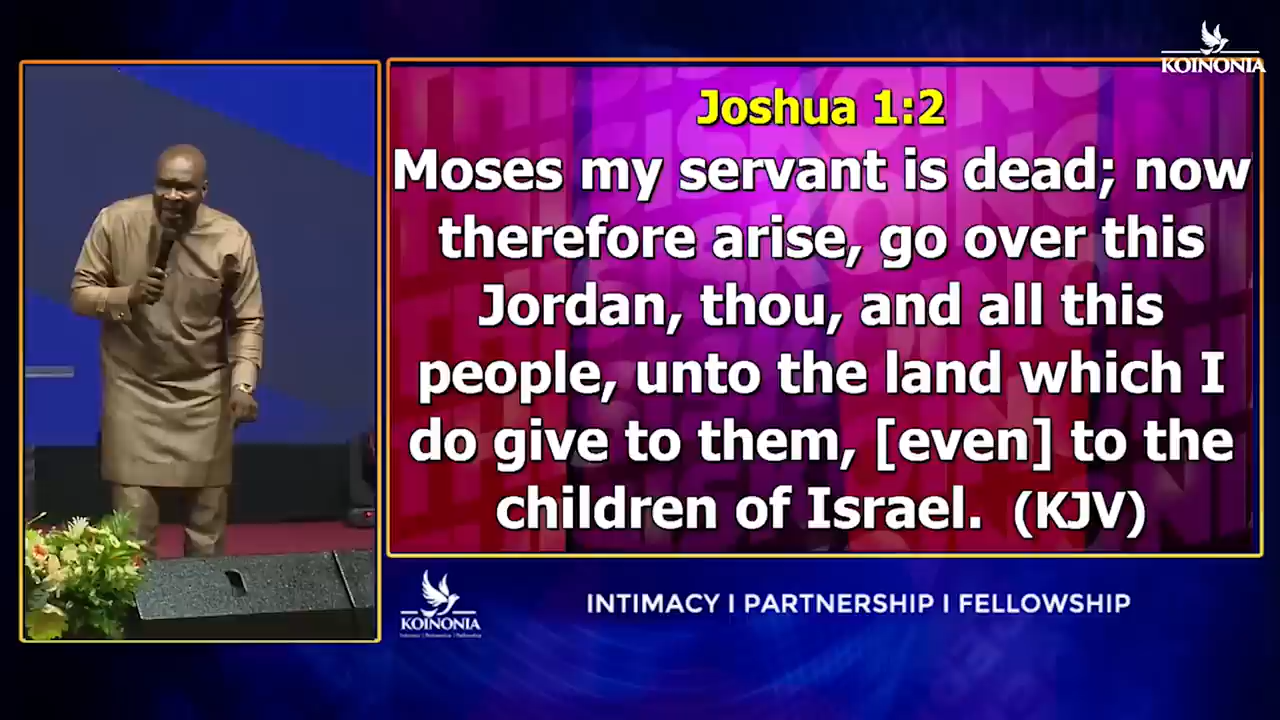 KOINONIA
Joshua 1:2
Moses my servant is dead; now
therefore arise, go over this
Jordan, thou, and all this
people, unto the land which I
do give to them, [even] to the
children of Israel. (KJV)
KOINONIA
INTIMACY I PARTNERSHIP I FELLOWSHIP